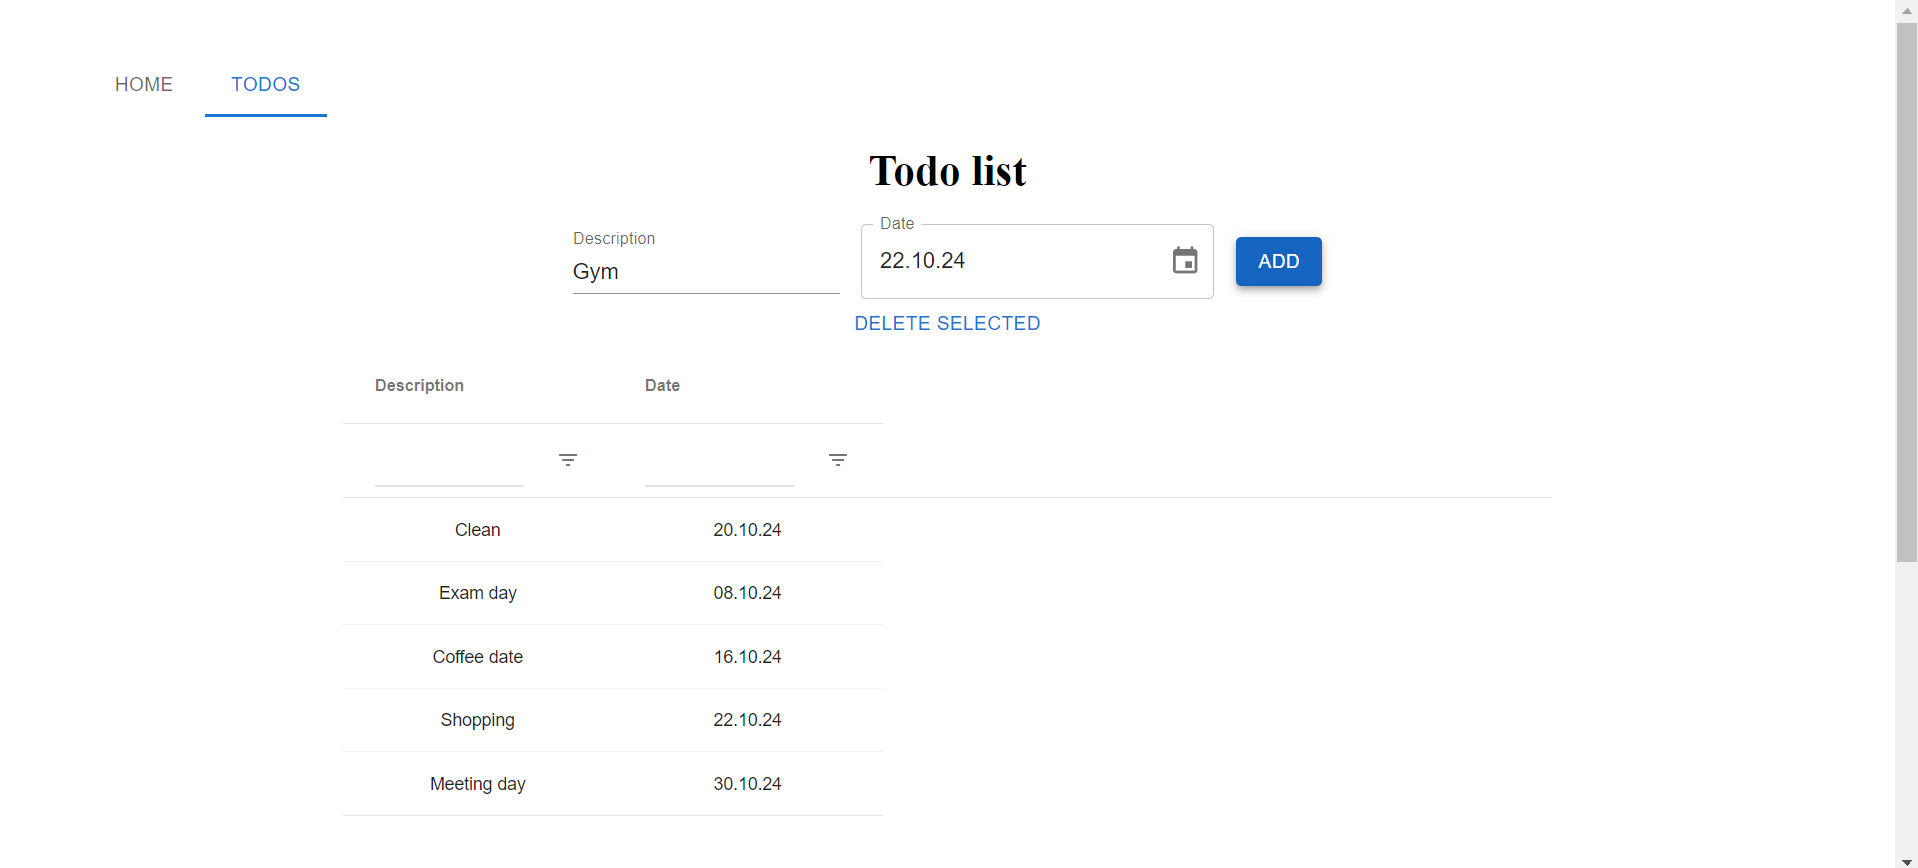 HOME TODOS
Todo list
Description
Gym
Date
22.10.24
ADD
DELETE SELECTED
Description Date
Clean 20.10.24
Exam day 08.10.24
Coffee date 16.10.24
Shopping 22.10.24
Meeting day 30.10.24